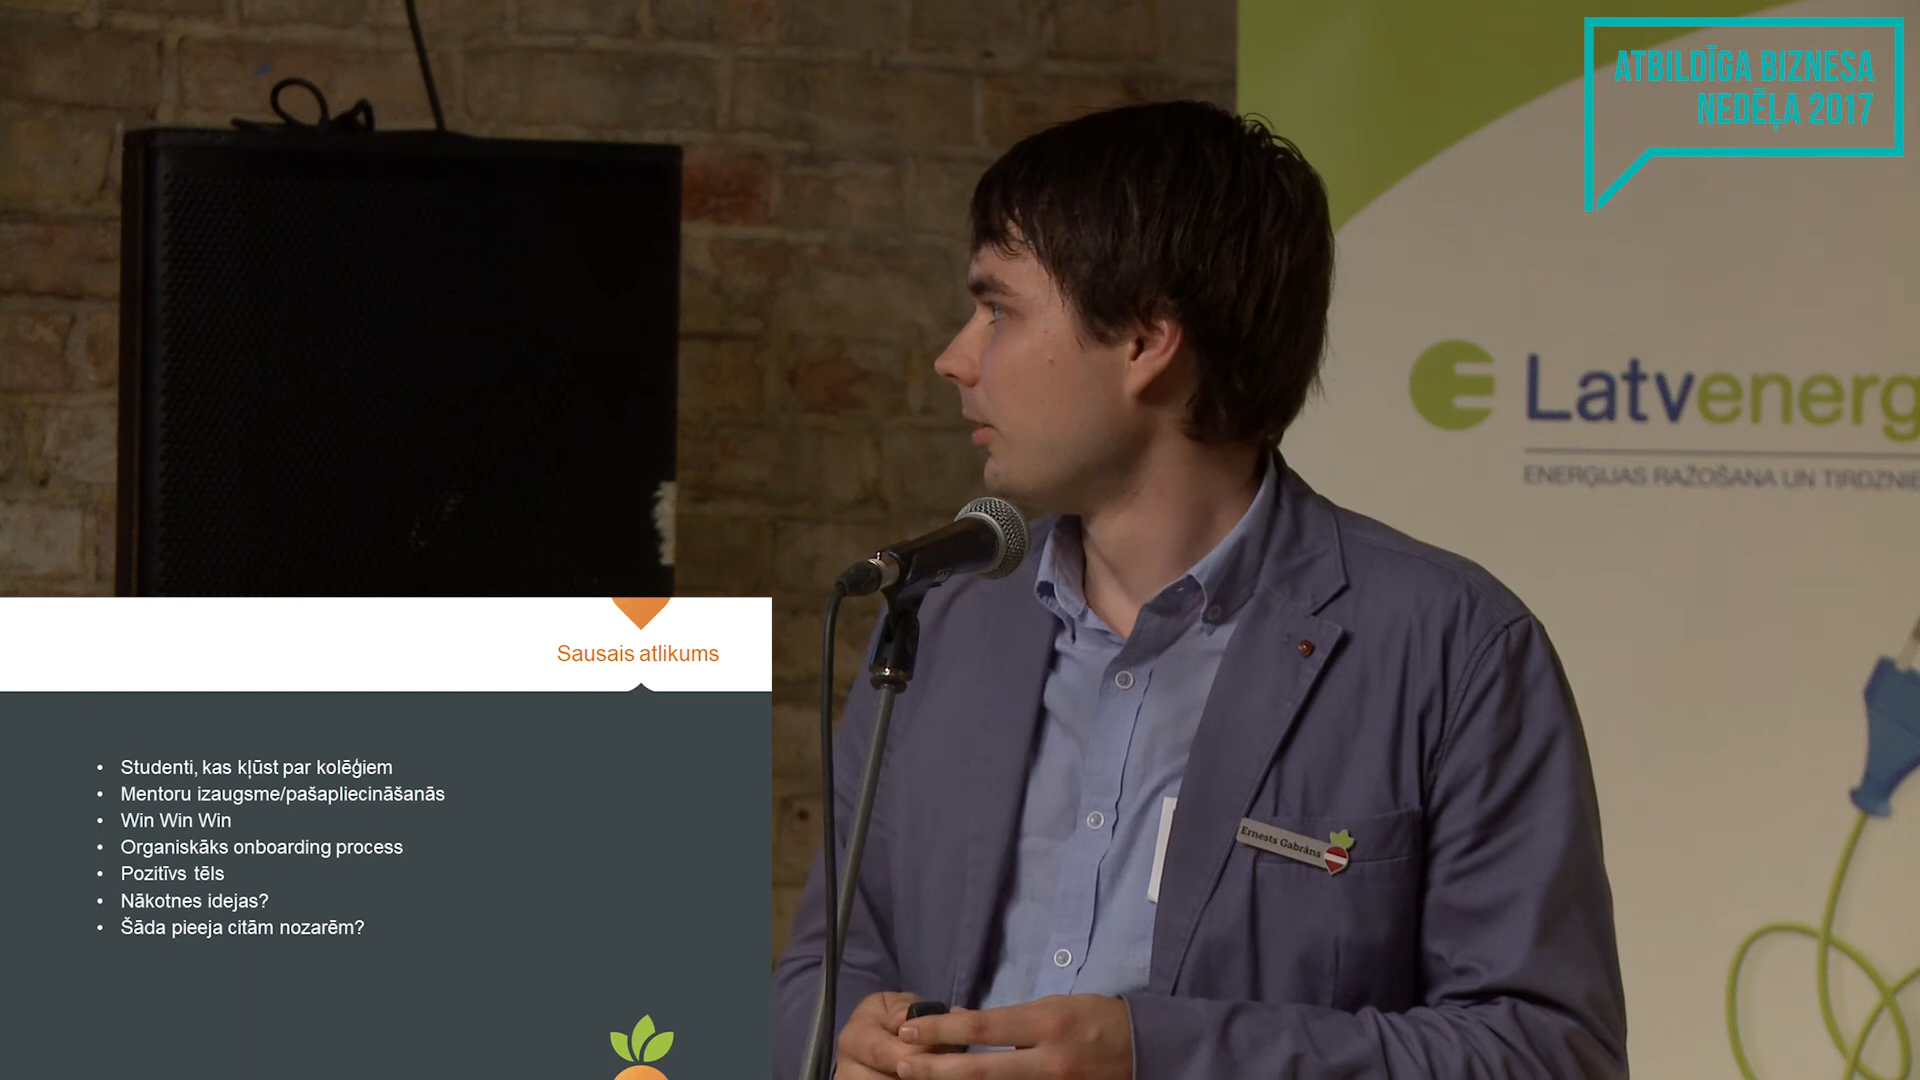 ATBILDĪGA BIZNESA
NEDĒĻA 2017
Latvenerg
ENERĢIJAS RAŽOŠANA UN TIRDZNIE
Sausais atlikums
• Studenti, kas kļūst par kolēģiem
• Mentoru izaugsme/pašapliecināšanās
• Win Win Win
• Organiskāks onboarding process
• Pozitīvs tēls
• Nākotnes idejas?
• Šāda pieeja citām nozarēm?
Ernests Gabrāns